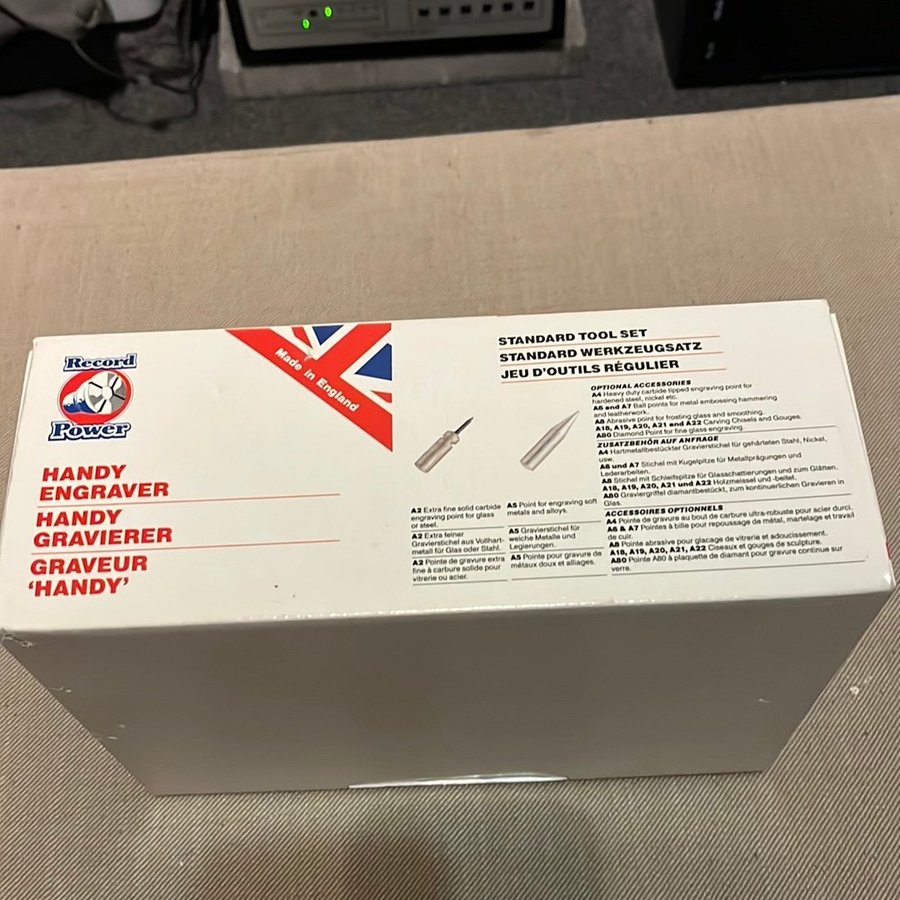 Record
Power
HANDY
ENGRAVER
HANDY
GRAVIERER
GRAVEUR
‘HANDY’
Made in England
STANDARD TOOL SET
STANDARD WERKZEUGSATZ
JEU D'OUTILS RÉGULIER
A2 Extra fine solid carbide
engraving point for glass
or steel.
A2 Extra feiner
Gravierstichel aus Vollhart-
metall für Glas oder Stahl.
A2 Pointe de gravure extra
fine à carbure solide pour
vitrerie ou acier.
A5 Point for engraving soft
metals and alloys.
A5 Gravierstichel für
weiche Metalle und
Legierungen.
A5 Pointe pour gravure de
métaux doux et alliages.
OPTIONAL ACCESSORIES
A4 Heavy duty carbide tipped engraving point for
hardened steel, nickel etc.
A6 and A7 Ball points for metal embossing hammering
and leatherwork.
A8 Abrasive point for frosting glass and smoothing.
A18, A19, A20, A21 and A22 Carving Chisels and Gouges.
A80 Diamond Point for fine glass engraving.
ZUSATZBEHÖR AUF ANFRAGE
A4 Hartmetallbestückter Gravierstichel für gehärteten Stahl, Nickel,
usw.
A6 und A7 Stichel mit Kugelpitze für Metallprägungen und
Lederarbeiten.
A8 Stichel mit Schleifspitze für Glasschattierungen und zum Glätten.
A18, A19, A20, A21 und A22 Holzmeissel und -beitel.
A80 Graviergriffel diamantbestückt, zum kontinuerlichen Gravieren in
Glas.
ACCESSOIRES OPTIONNELS
A4 Pointe de gravure au bout de carbure ultra-robuste pour acier durci.
A6 & A7 Pointes à bille pour repoussage de métal, martelage et travail
de cuir.
A8 Pointe abrasive pour glaçage de vitrerie et adoucissement.
A18, A19, A20, A21, A22 Ciseaux et gouges de sculpture.
A80 Pointe A80 à plaquette de diamant pour gravure continue sur
verre.